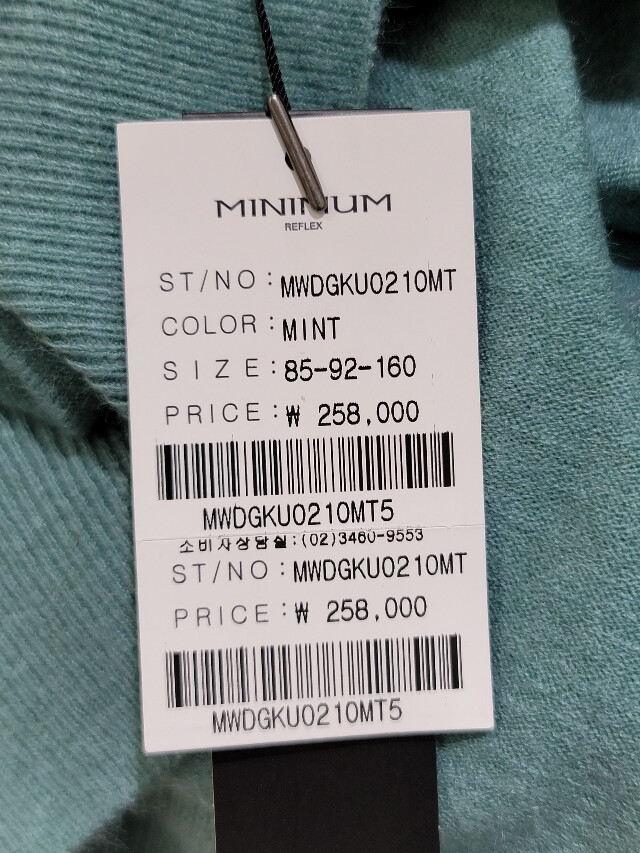 MINIMUM
REFLEX
ST/NO : MWDGKU0210MT
COLOR : MINT
SIZE : 85-92-160
PRICE : ₩ 258,000
MWDGKU0210MT5
소비자상담실:(02)3460-9553
ST/NO : MWDGKU0210MT
PRICE : ₩ 258,000
MWDGKU0210MT5